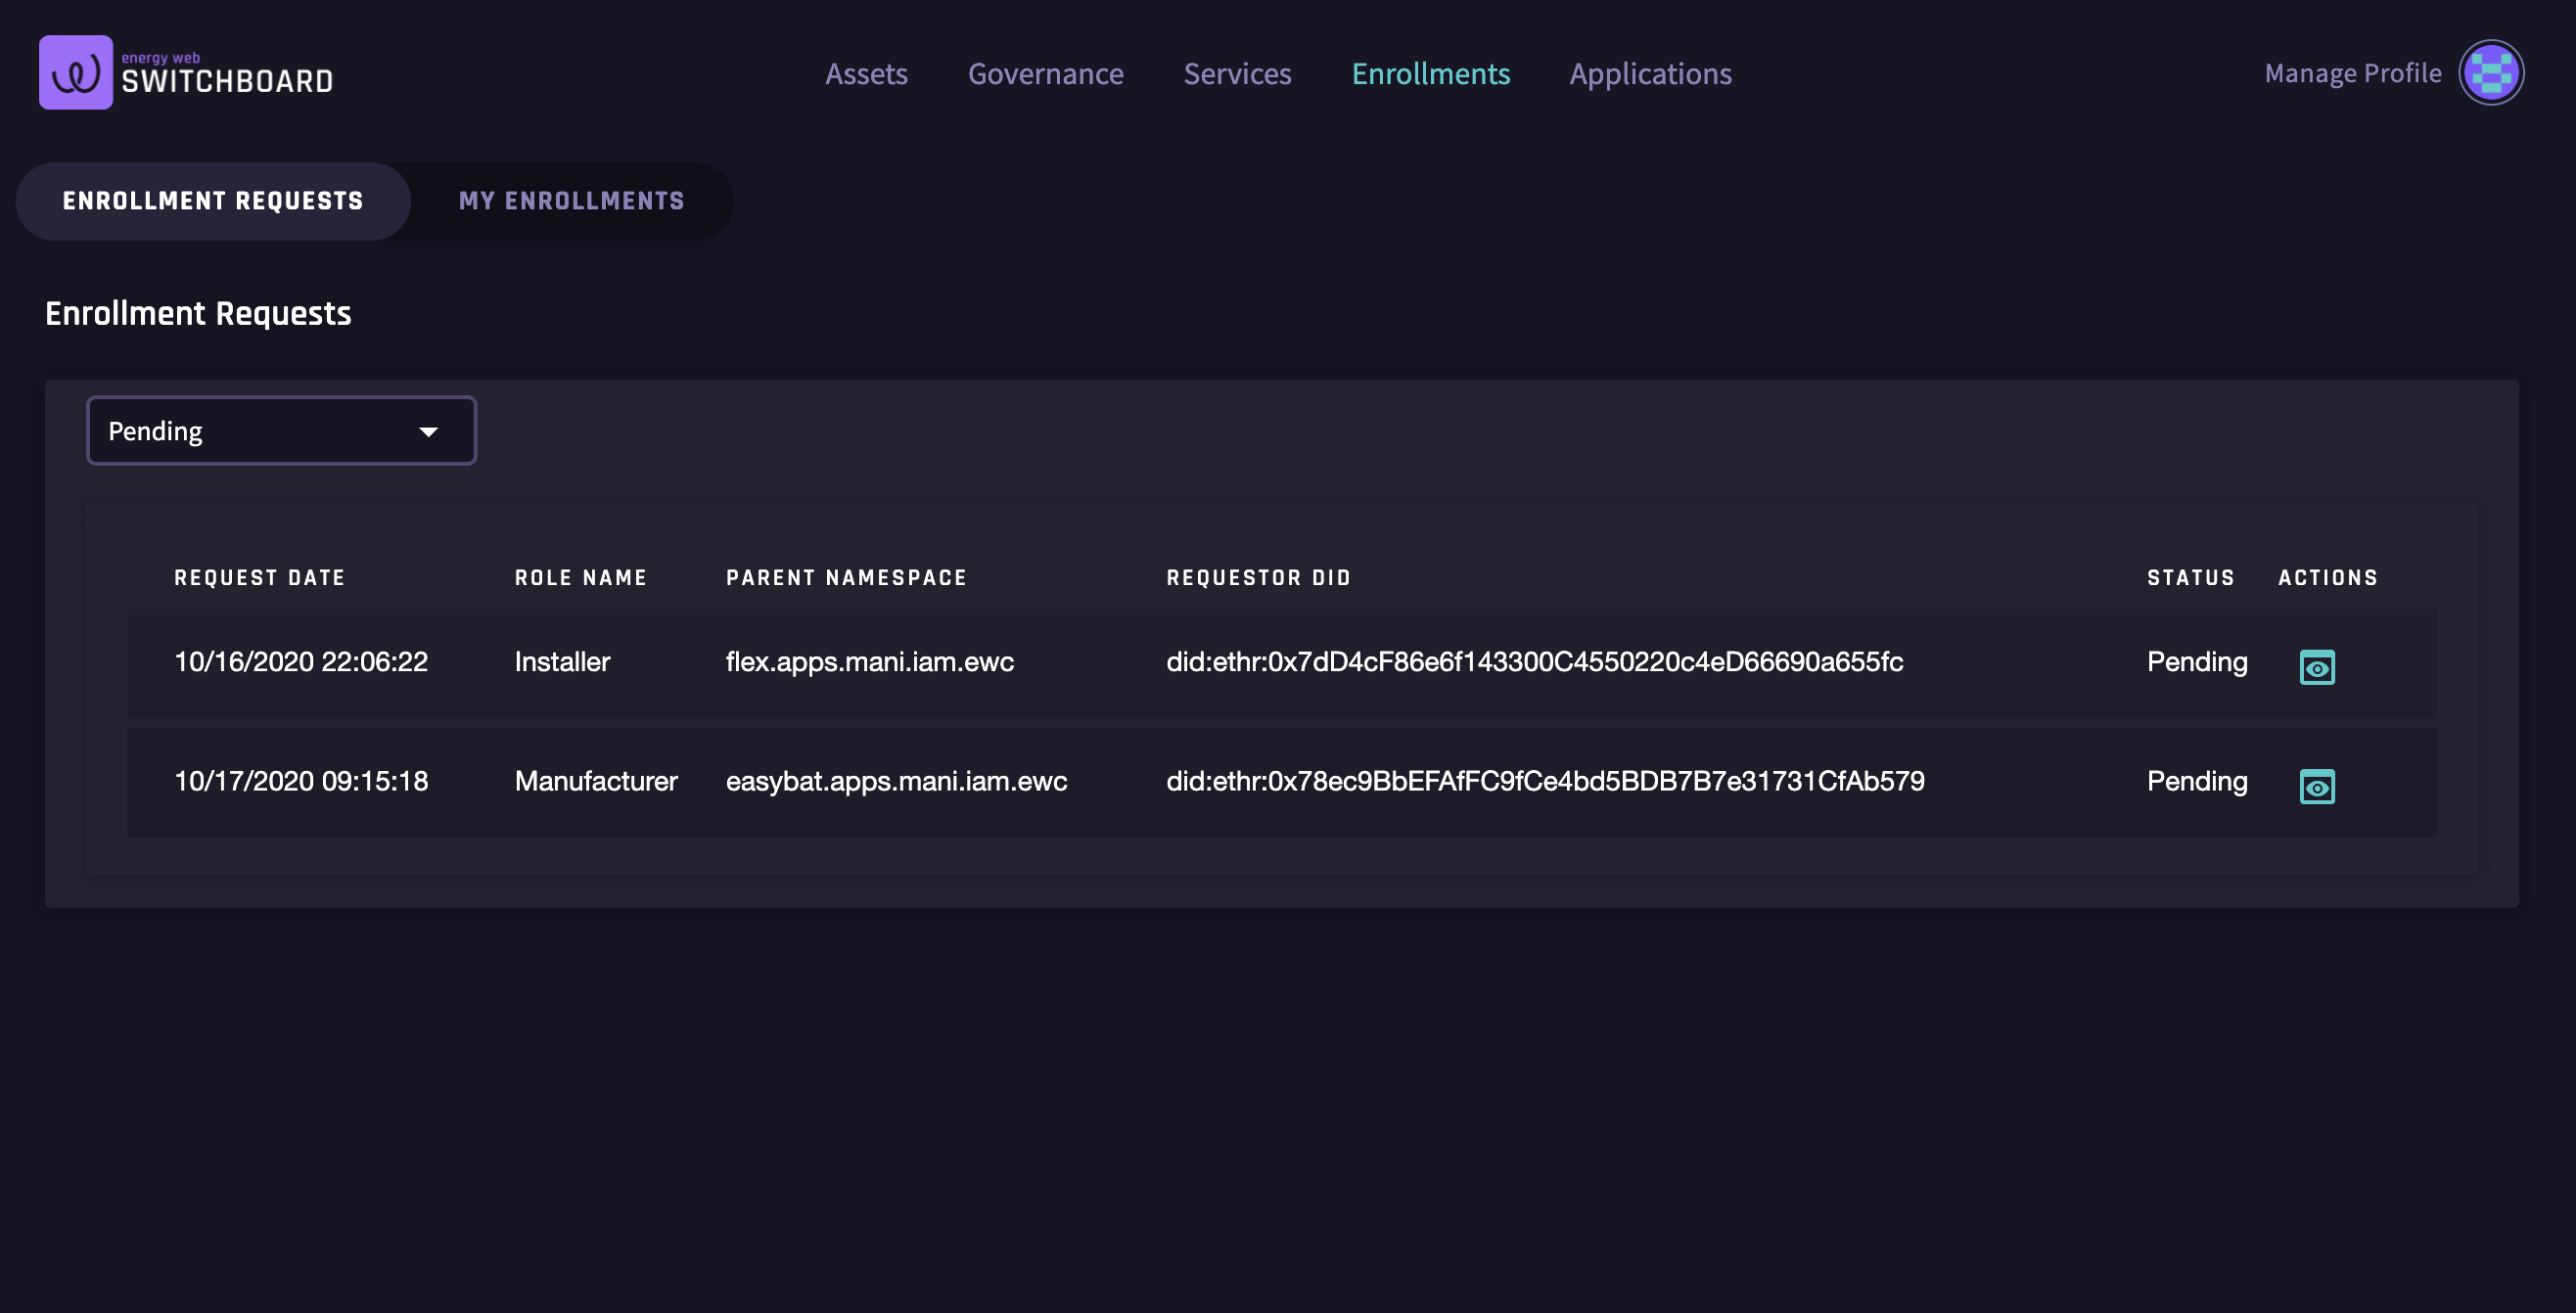 energy web
SWITCHBOARD
Assets Governance Services Enrollments Applications
Manage Profile
ENROLLMENT REQUESTS MY ENROLLMENTS
Enrollment Requests
Pending
REQUEST DATE ROLE NAME PARENT NAMESPACE REQUESTOR DID STATUS ACTIONS
10/16/2020 22:06:22 Installer flex.apps.mani.iam.ewc did:ethr:0x7dD4cF86e6f143300C4550220c4eD66690a655fc Pending
10/17/2020 09:15:18 Manufacturer easybat.apps.mani.iam.ewc did:ethr:0x78ec9BbEFAfFC9fCe4bd5BDB7B7e31731CfAb579 Pending